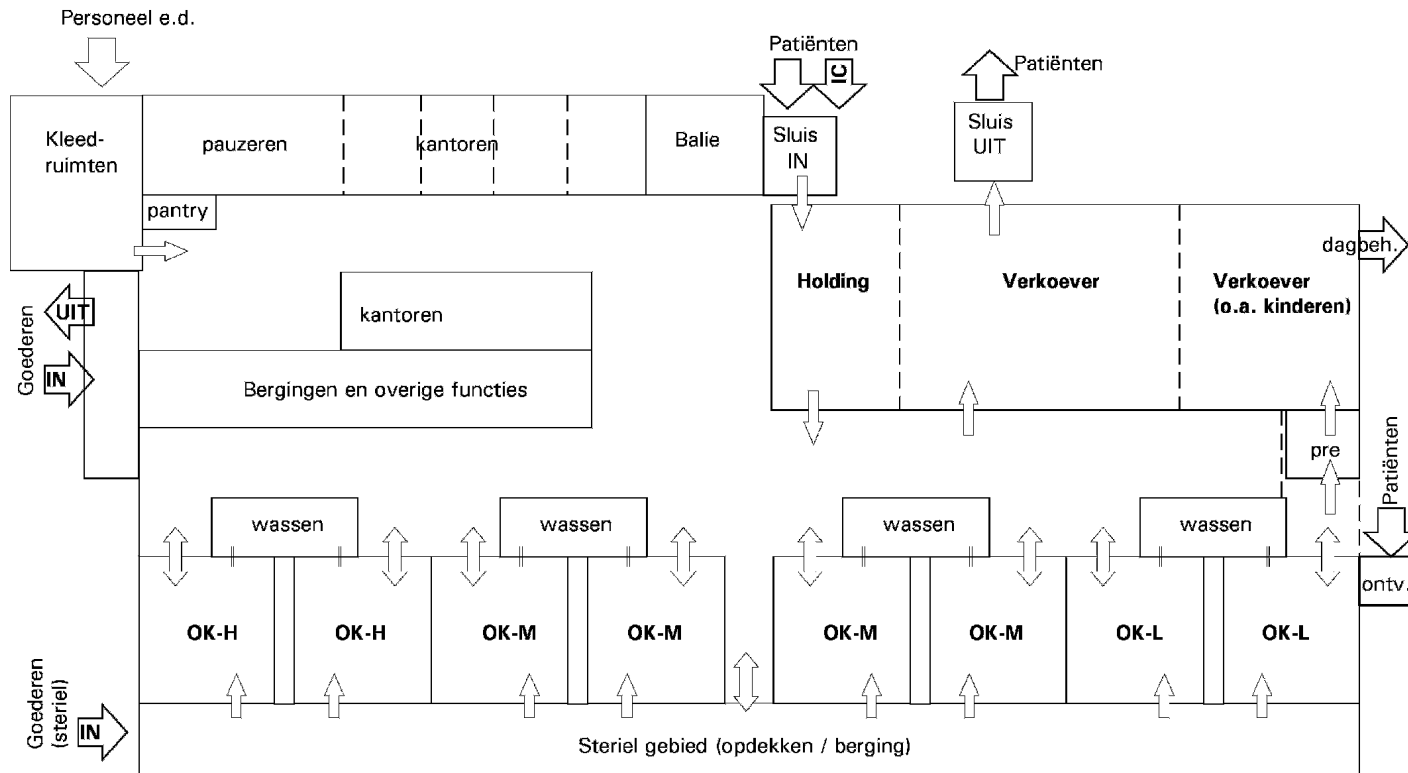 Personeel e.d.
Patiënten
IC
Patiënten
Kleed-
ruimten
pauzeren
kantoren
Balie
Sluis
IN
Sluis
UIT
pantry
dagbeh.
Holding
Verkoever
Verkoever
(o.a. kinderen)
UIT
kantoren
Goederen
IN
Bergingen en overige functies
pre
Patiënten
wassen
wassen
wassen
wassen
ontv.
OK-H
OK-H
OK-M
OK-M
OK-M
OK-M
OK-L
OK-L
Goederen
(steriel)
IN
Steriel gebied (opdekken / berging)